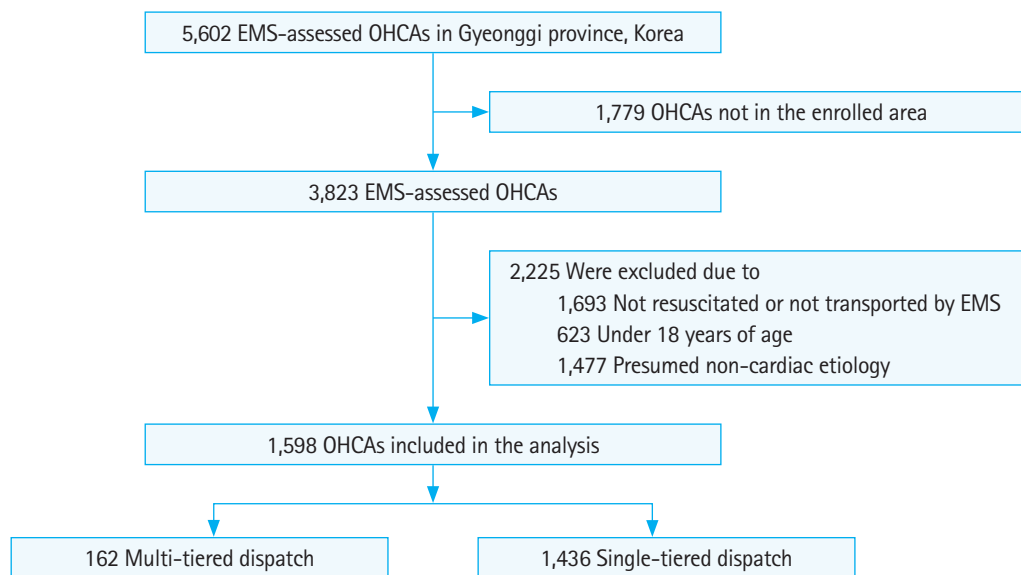 5,602 EMS-assessed OHCAs in Gyeonggi province, Korea
1,779 OHCAs not in the enrolled area
3,823 EMS-assessed OHCAs
2,225 Were excluded due to
1,693 Not resuscitated or not transported by EMS
623 Under 18 years of age
1,477 Presumed non-cardiac etiology
1,598 OHCAs included in the analysis
162 Multi-tiered dispatch
1,436 Single-tiered dispatch